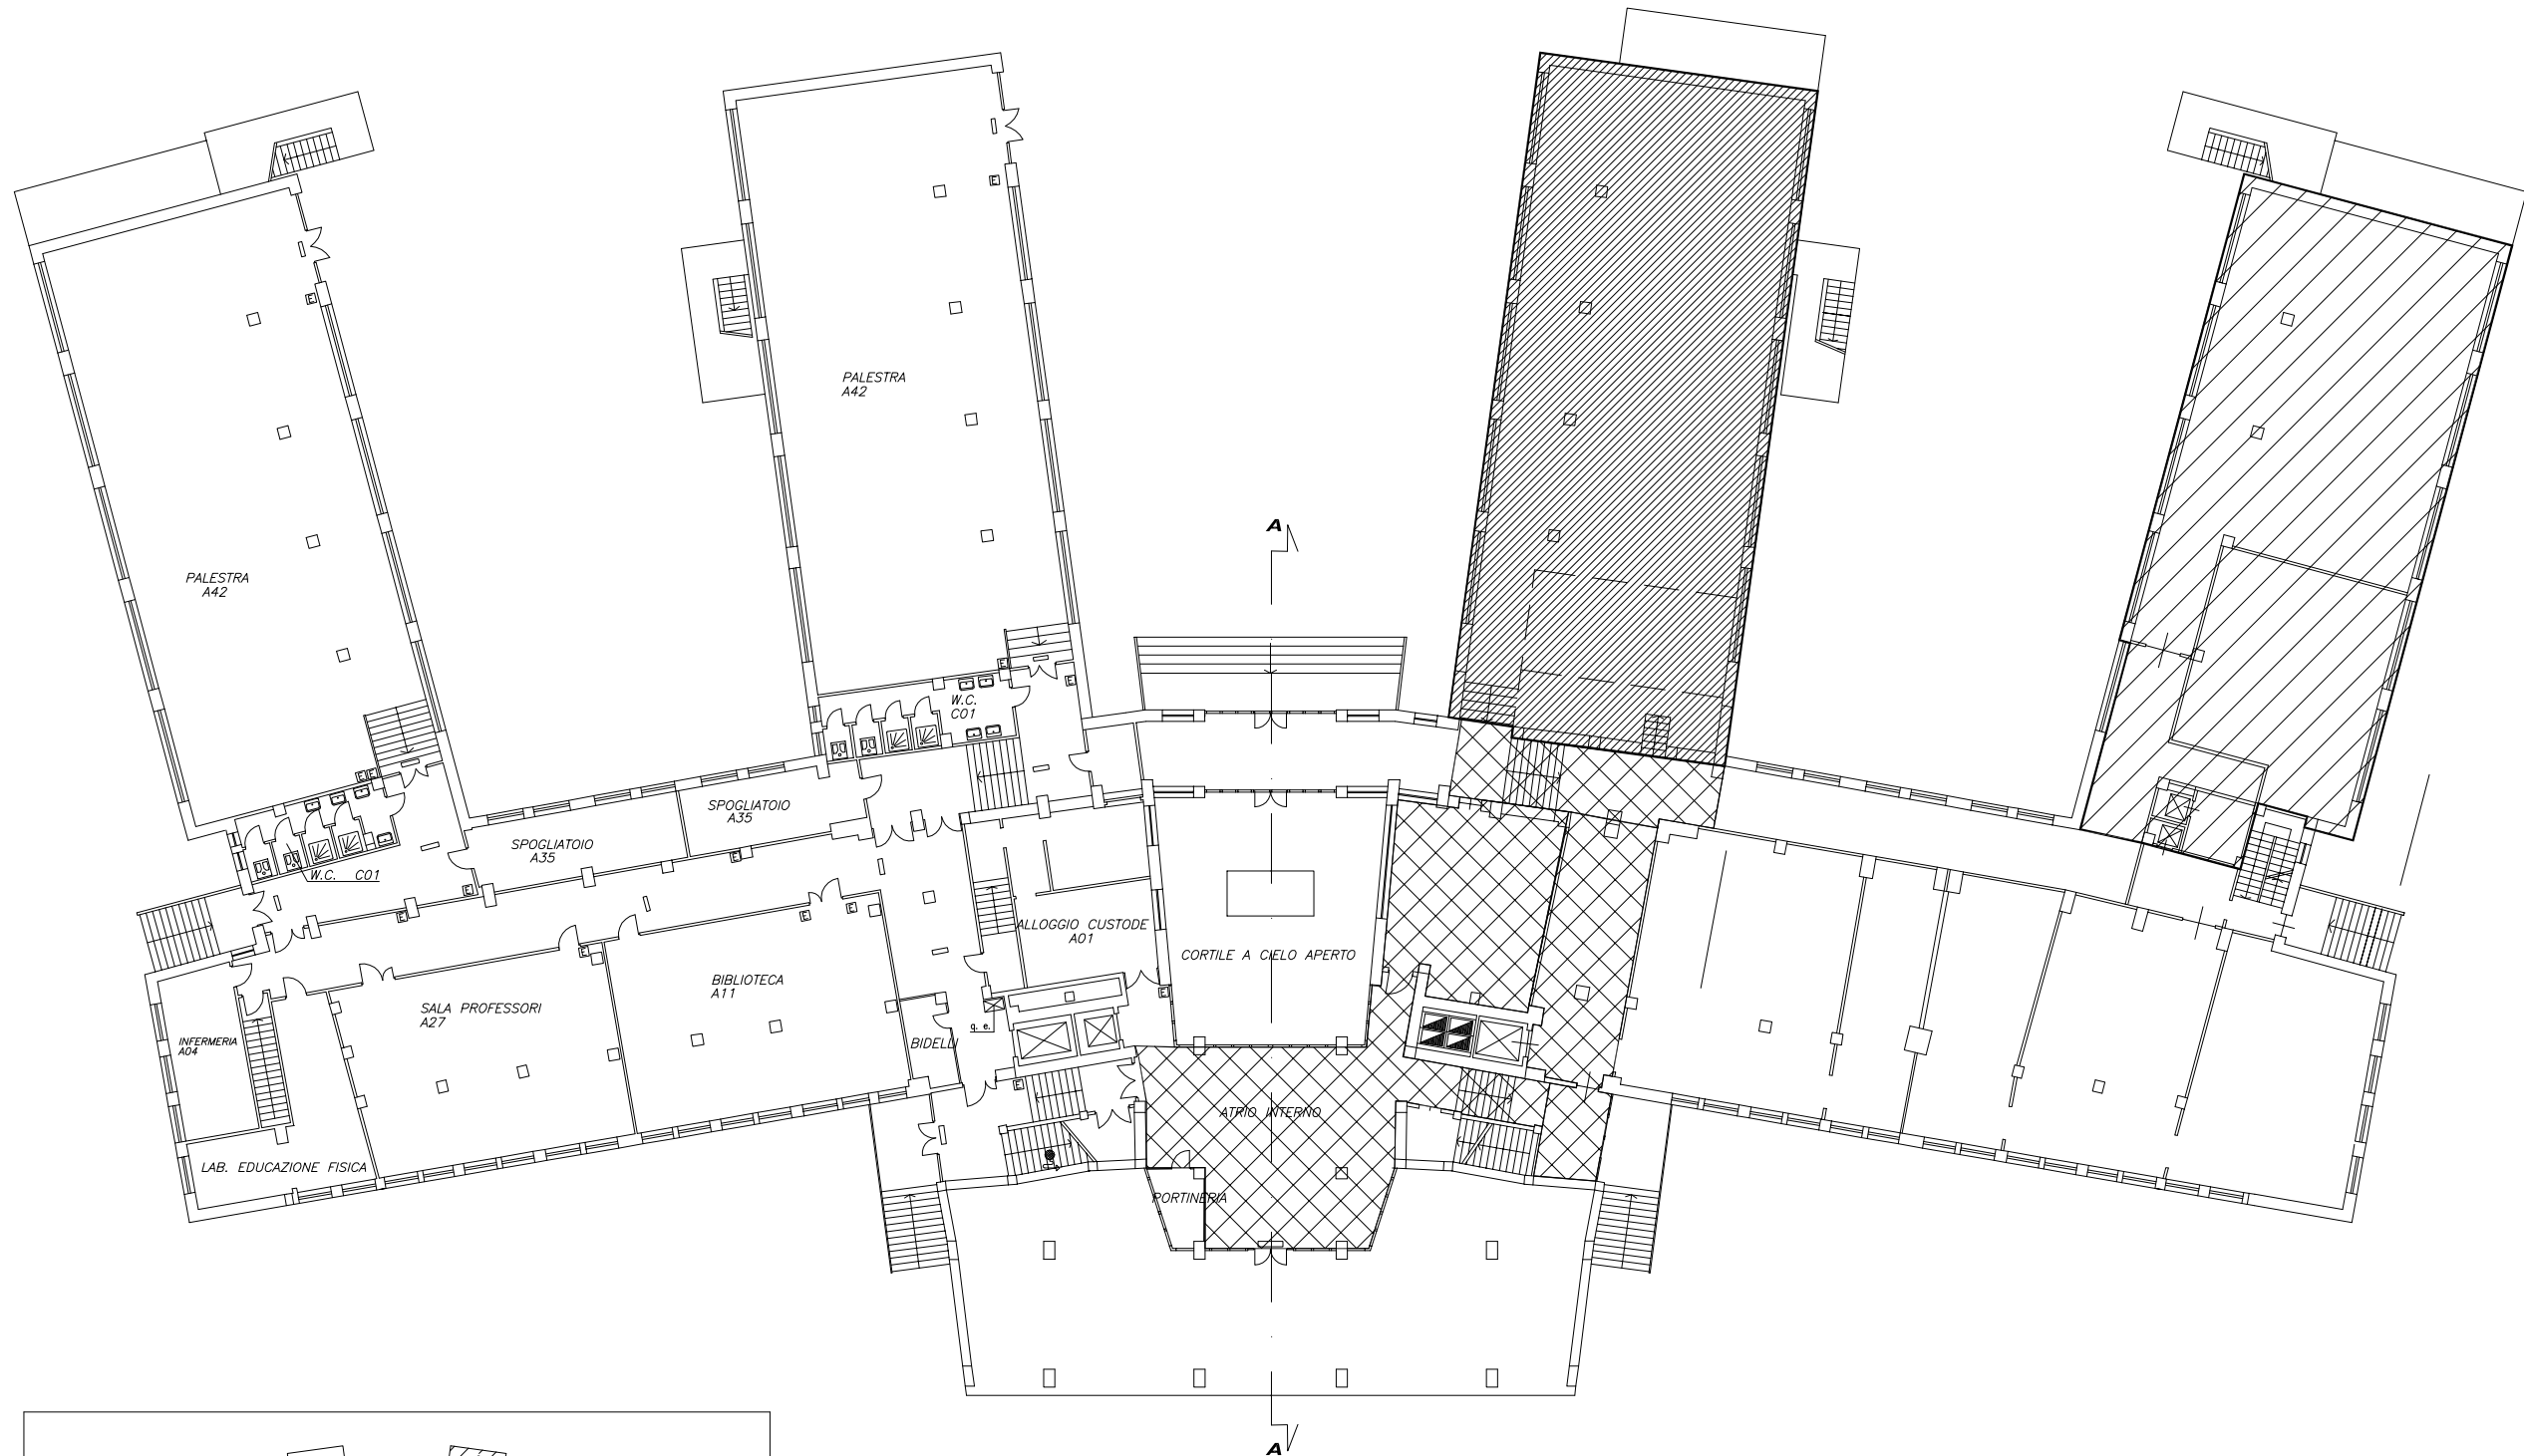 A
PALESTRA
A42
PALESTRA
A42
W.C.
C01
SPOGLIATOIO
A35
SPOGLIATOIO
A35
W.C. C01
ALLOGGIO CUSTODE
A01
CORTILE A CIELO APERTO
BIBLIOTECA
A11
SALA PROFESSORI
A27
q. e.
BIDELLI
INFERMERIA
A04
ATRIO INTERNO
LAB. EDUCAZIONE FISICA
PORTINERIA
A